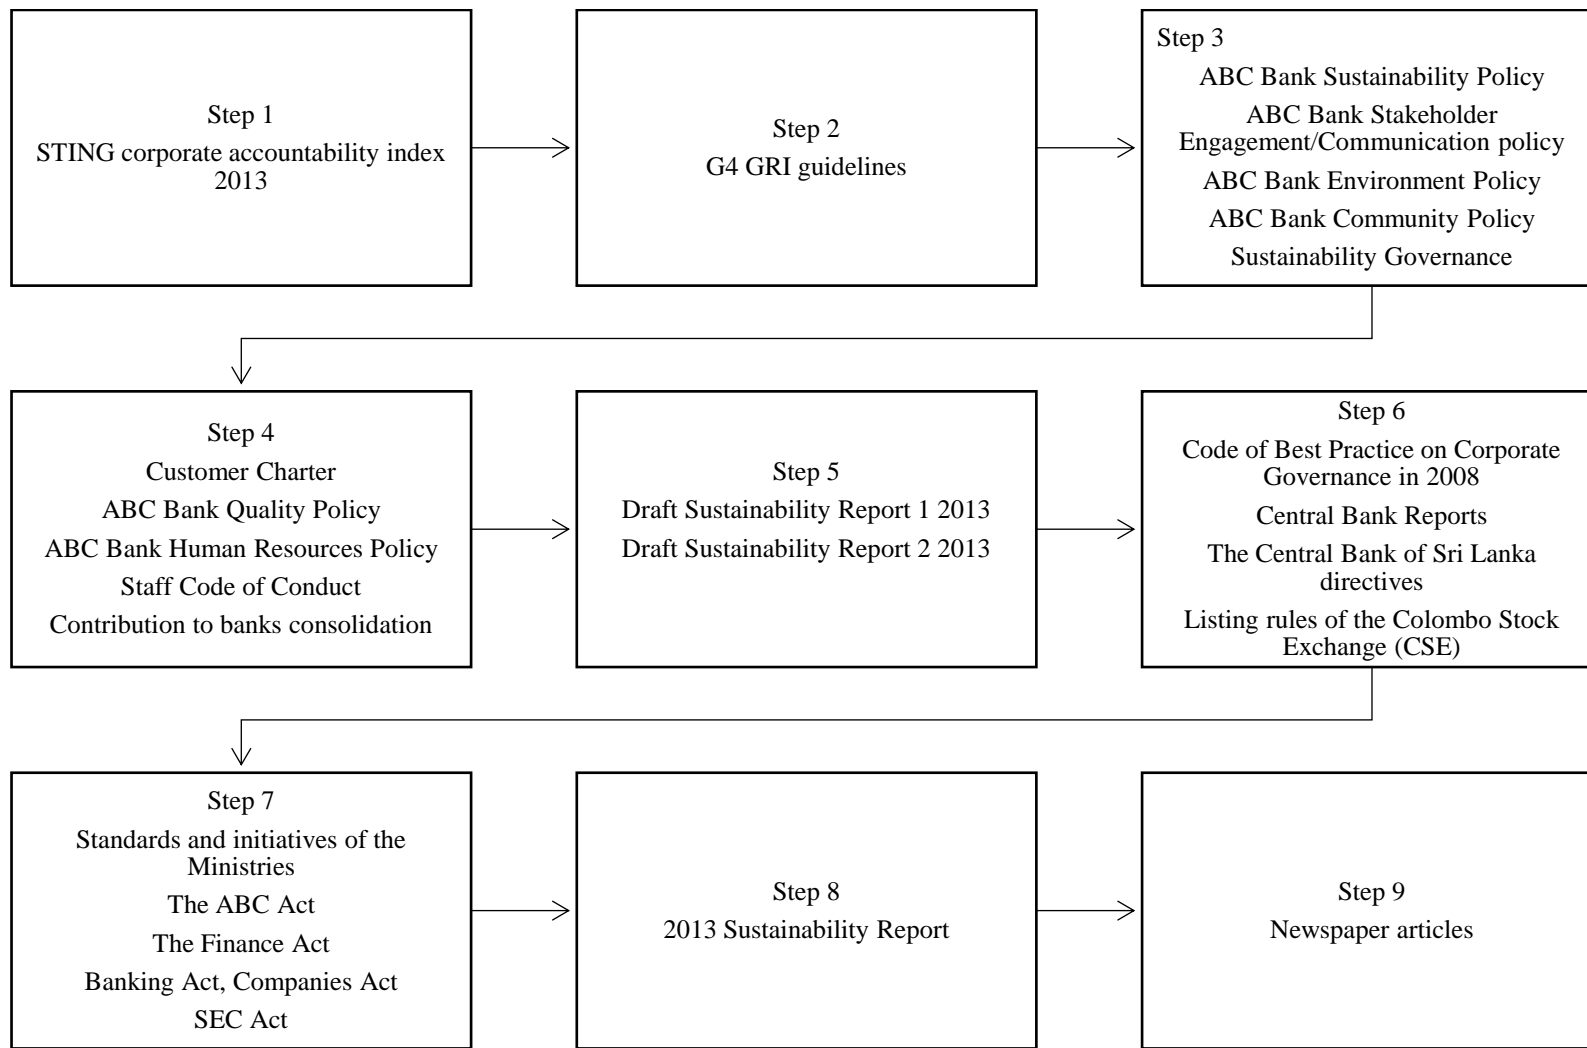 Step 1
STING corporate accountability index
2013
Step 2
G4 GRI guidelines
Step 3
ABC Bank Sustainability Policy
ABC Bank Stakeholder
Engagement/Communication policy
ABC Bank Environment Policy
ABC Bank Community Policy
Sustainability Governance
Step 4
Customer Charter
ABC Bank Quality Policy
ABC Bank Human Resources Policy
Staff Code of Conduct
Contribution to banks consolidation
Step 5
Draft Sustainability Report 1 2013
Draft Sustainability Report 2 2013
Step 6
Code of Best Practice on Corporate
Governance in 2008
Central Bank Reports
The Central Bank of Sri Lanka
directives
Listing rules of the Colombo Stock
Exchange (CSE)
Step 7
Standards and initiatives of the
Ministries
The ABC Act
The Finance Act
Banking Act, Companies Act
SEC Act
Step 8
2013 Sustainability Report
Step 9
Newspaper articles